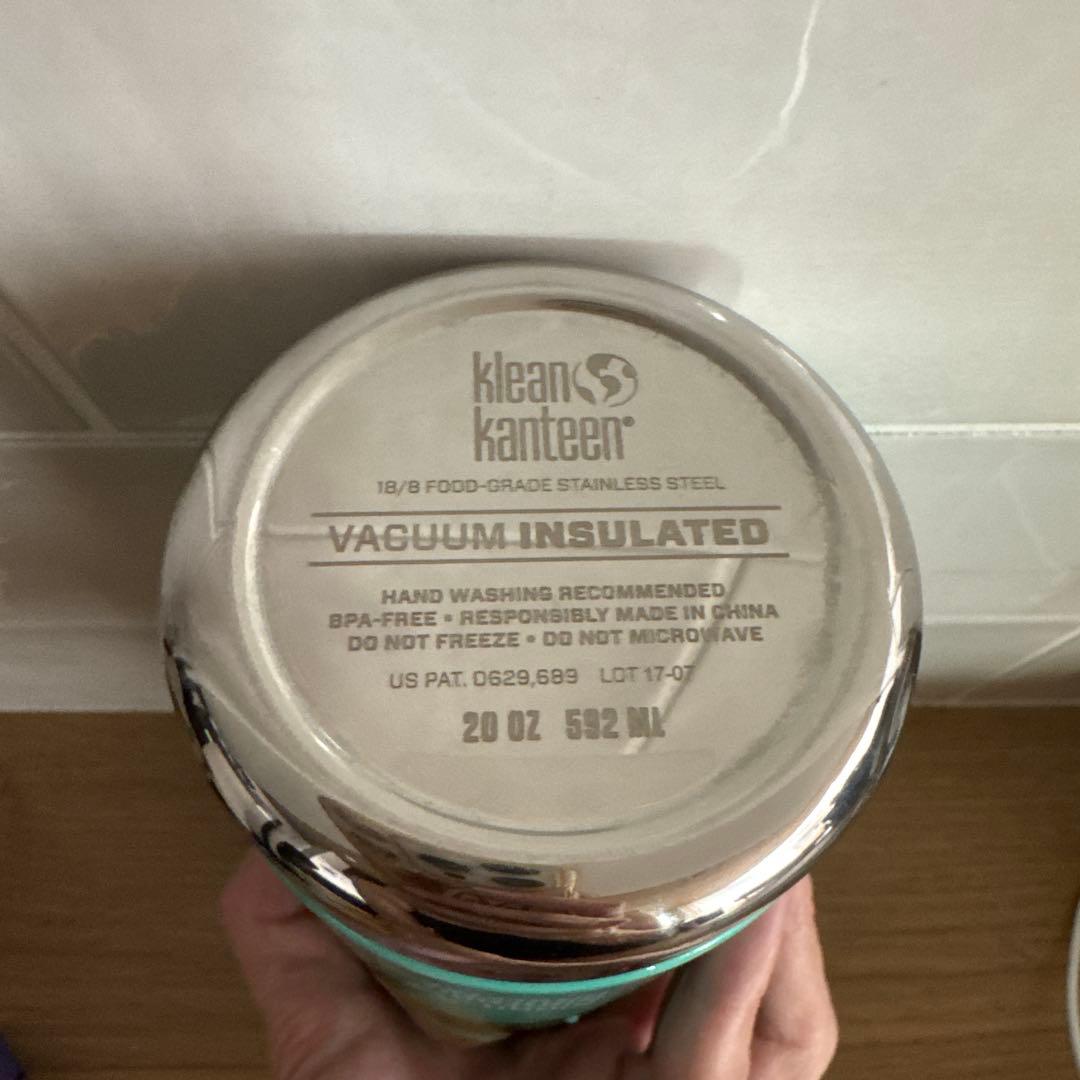 klean
kanteen®
18/8 FOOD-GRADE STAINLESS STEEL
VACUUM INSULATED
HAND WASHING RECOMMENDED
BPA-FREE • RESPONSIBLY MADE IN CHINA
DO NOT FREEZE • DO NOT MICROWAVE
US PAT. D629,689 LOT 17-07
20 OZ 592 ML